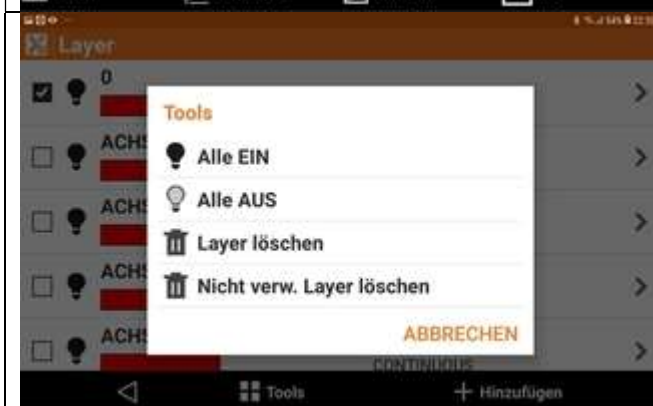 Layer
0
Tools
ACHS
Alle EIN
ACHS
Alle AUS
Layer löschen
ACHS
Nicht verw. Layer löschen
ACHS
ABBRECHEN
CONTINUOUS
Tools
Hinzufügen